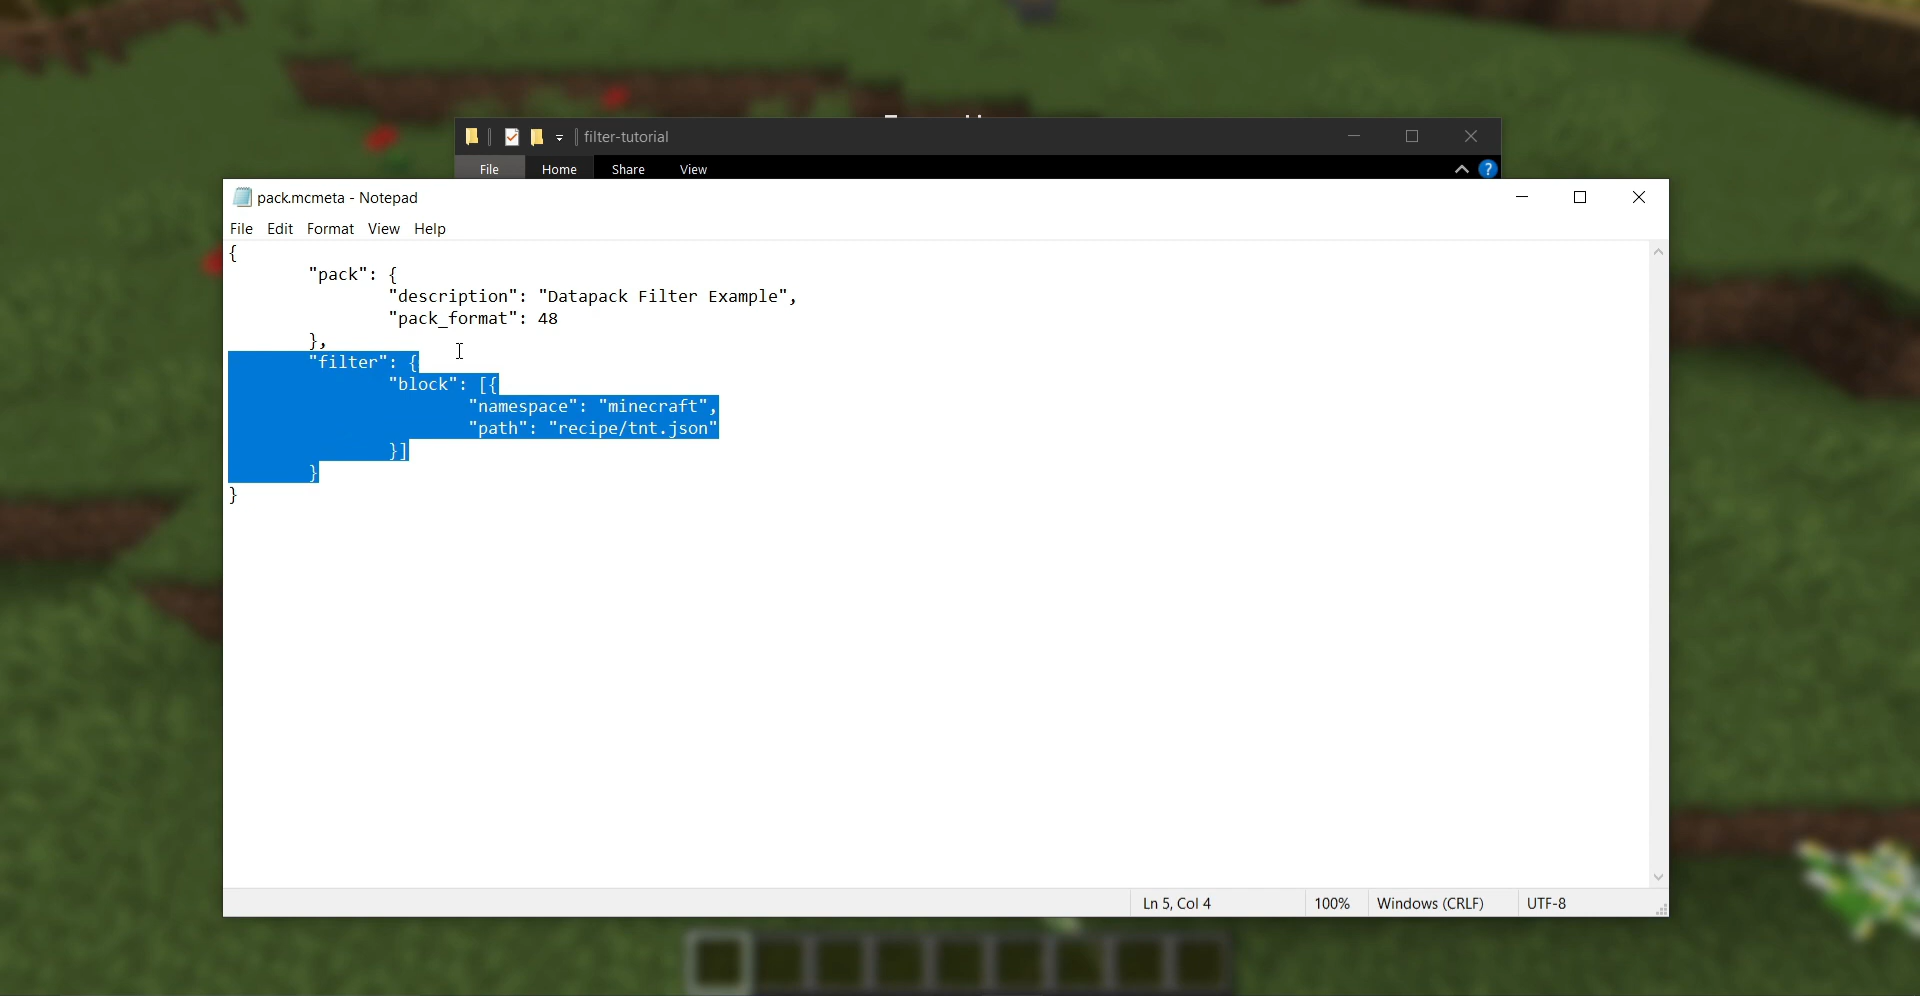 filter-tutorial
File Home Share View ?
pack.mcmeta - Notepad
File Edit Format View Help
{
"pack": {
"description": "Datapack Filter Example",
"pack_format": 48
},
"filter": {
"block": [{
"namespace": "minecraft",
"path": "recipe/tnt.json"
}]
}
}
Ln 5, Col 4 100% Windows (CRLF) UTF-8